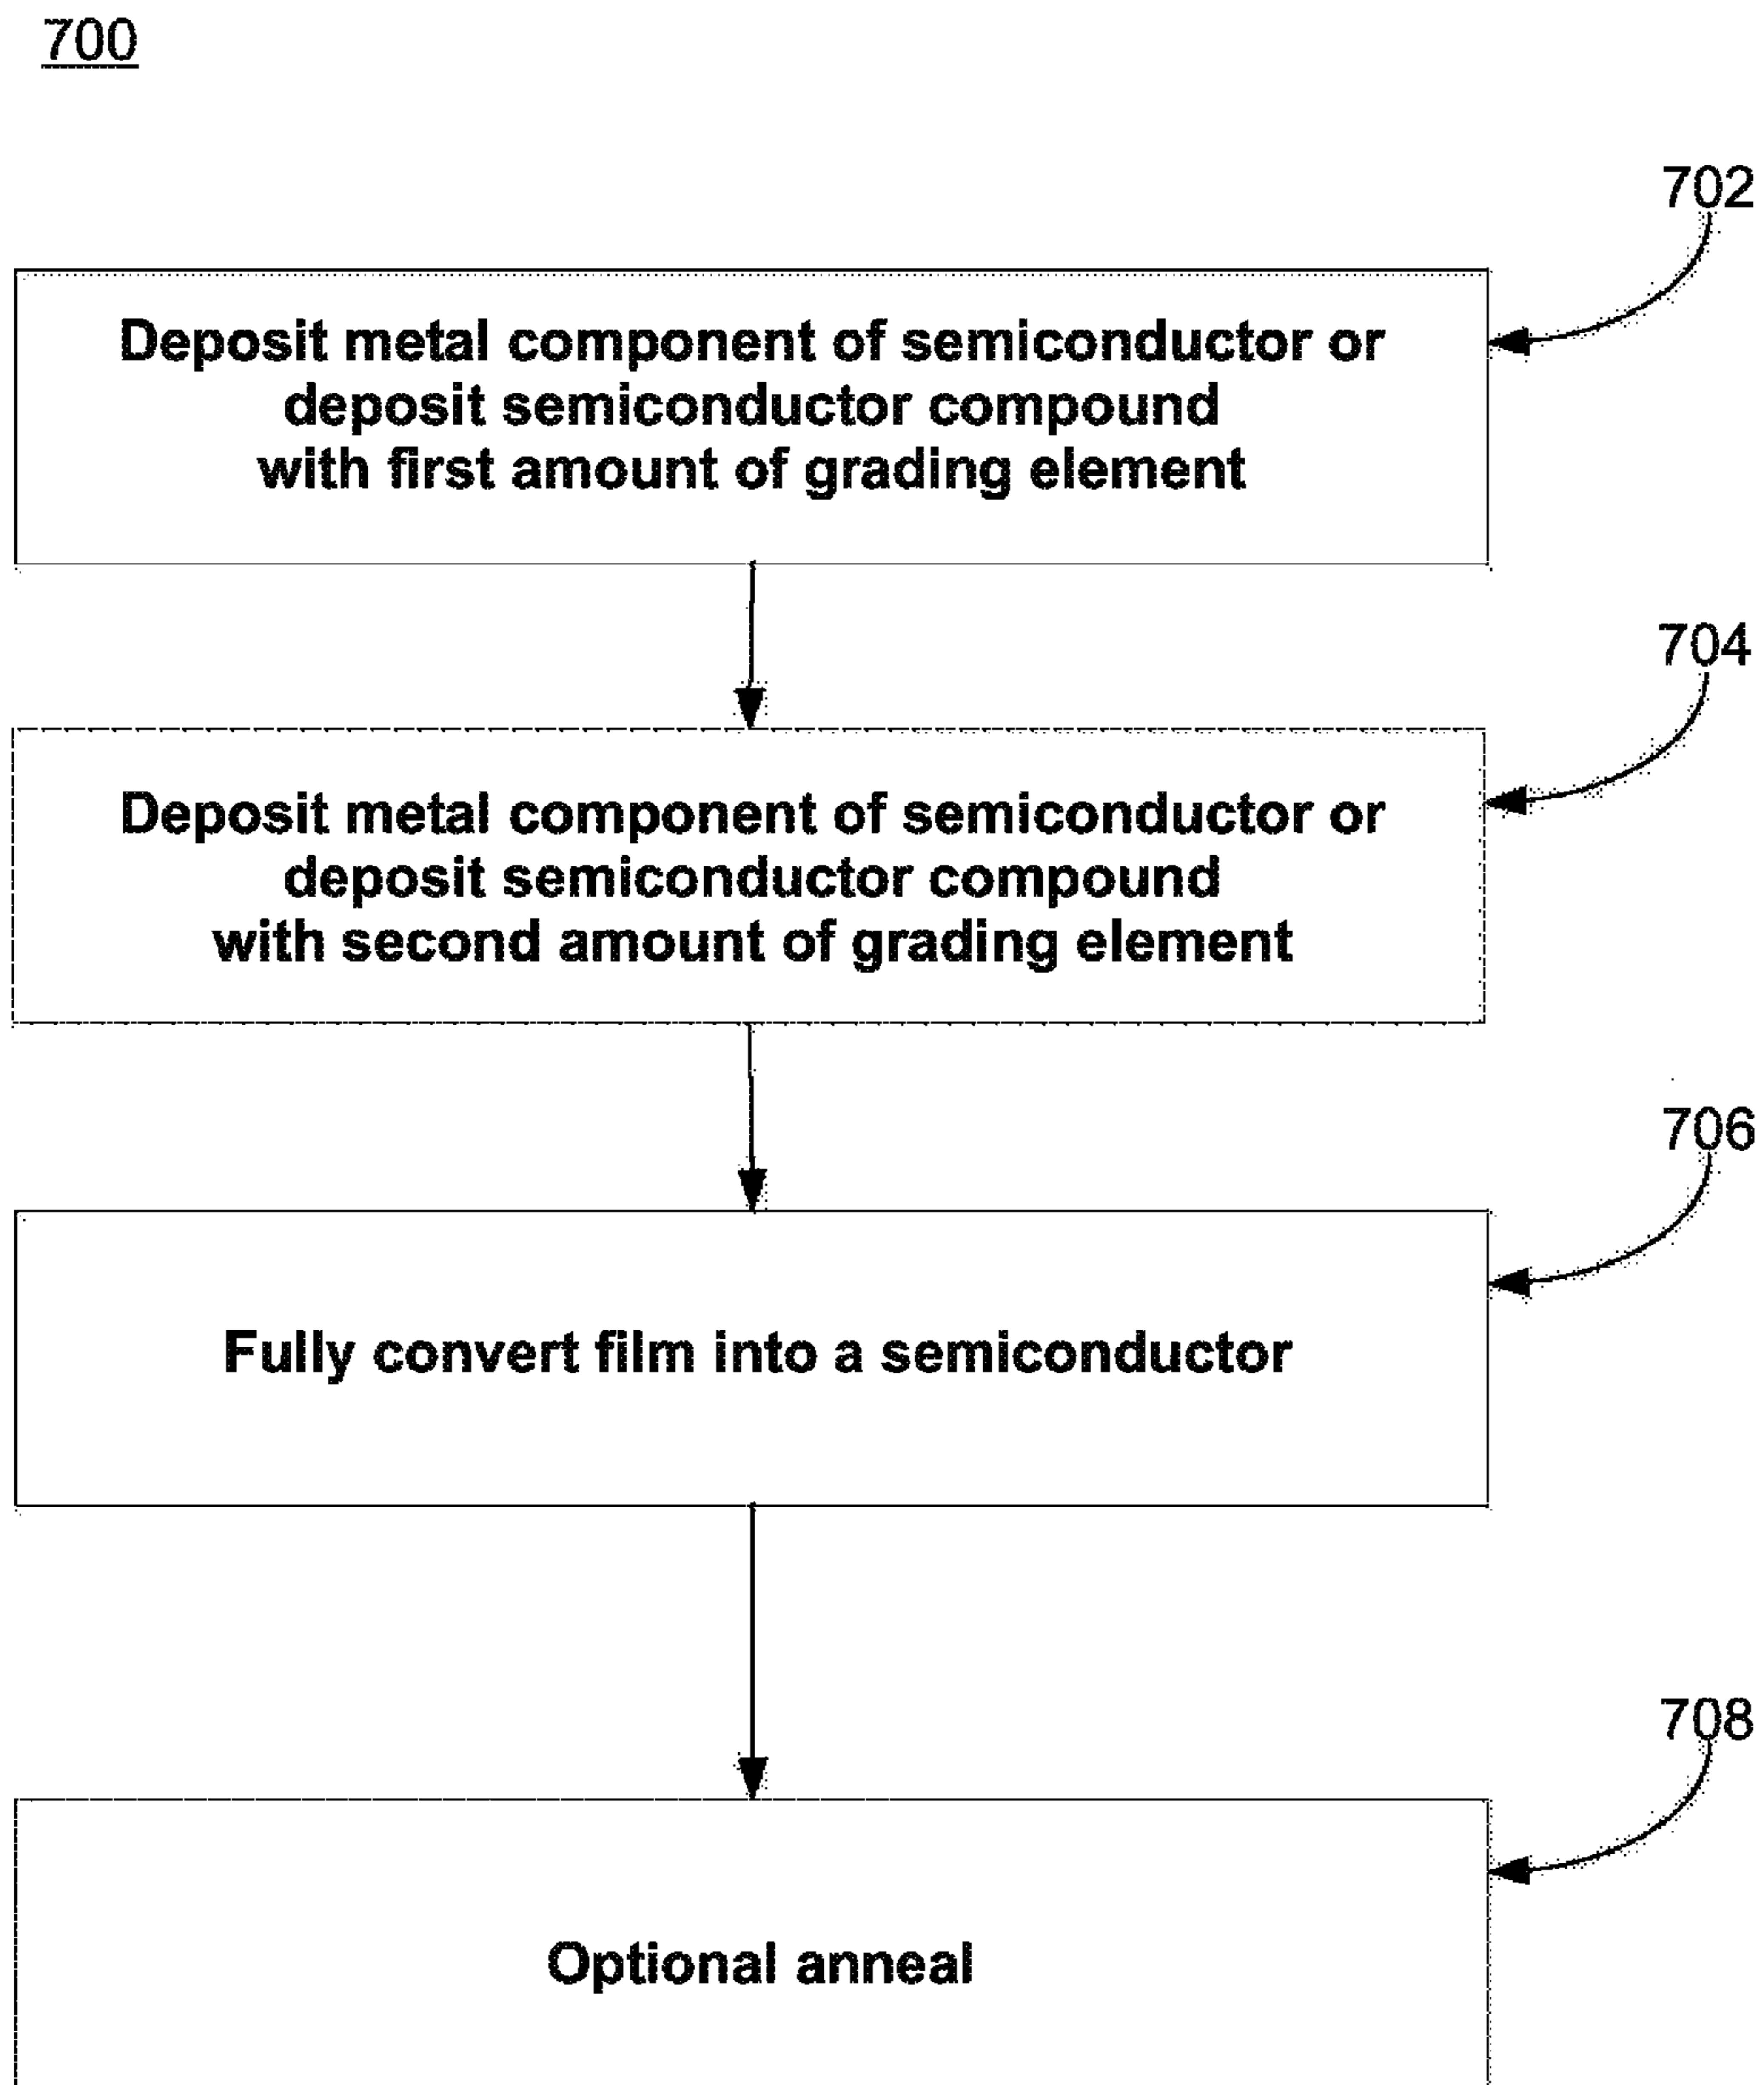 700
702
Deposit metal component of semiconductor or
deposit semiconductor compound
with first amount of grading element
704
Deposit metal component of semiconductor or
deposit semiconductor compound
with second amount of grading element
706
Fully convert film into a semiconductor
708
Optional anneal